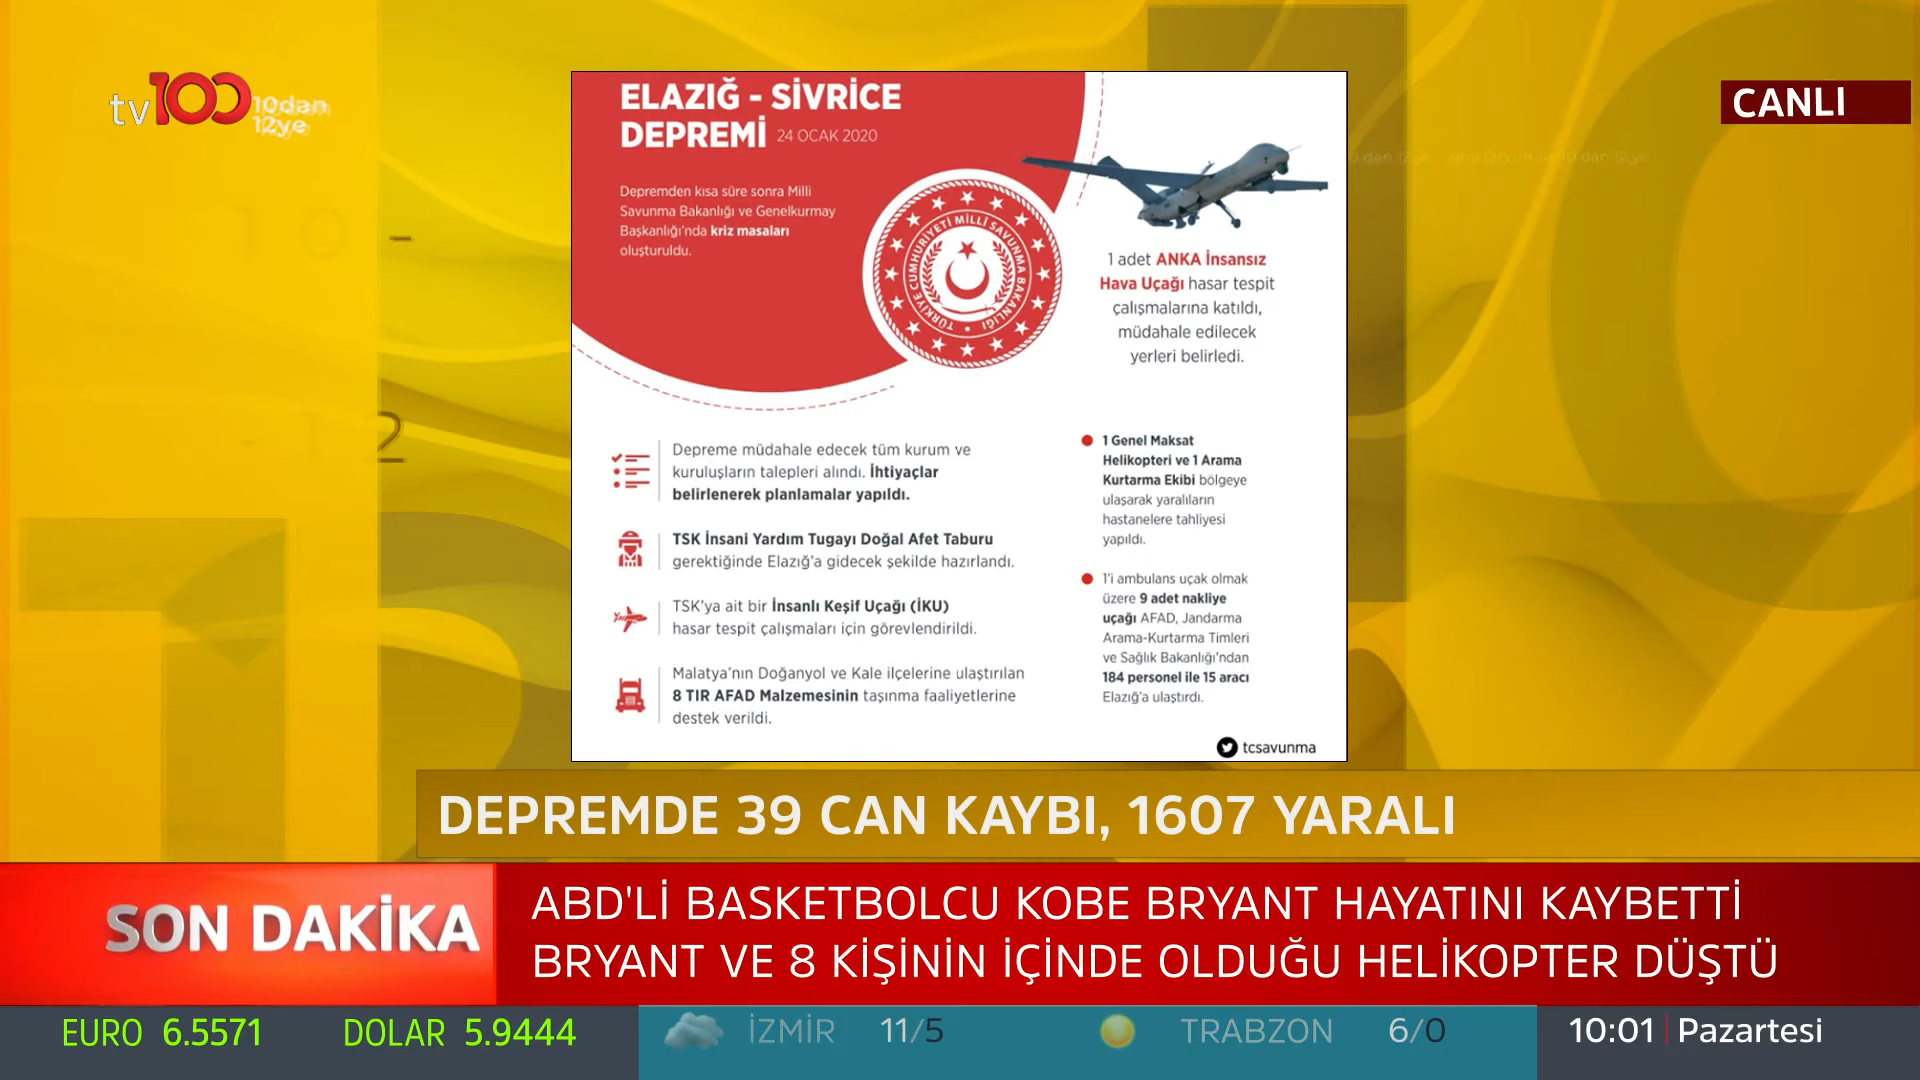 tv100
10dan
12ye
CANLI
ELAZIĞ - SİVRİCE
DEPREMİ 24 OCAK 2020
Depremden kısa süre sonra Milli
Savunma Bakanlığı ve Genelkurmay
Başkanlığı'nda kriz masaları
oluşturuldu.
TÜRKİYE CUMHURİYETİ MİLLİ SAVUNMA BAKANLIĞI
1 adet ANKA İnsansız
Hava Uçağı hasar tespit
çalışmalarına katıldı,
müdahale edilecek
yerleri belirledi.
Depreme müdahale edecek tüm kurum ve
kuruluşların talepleri alındı. İhtiyaçlar
belirlenerek planlamalar yapıldı.
TSK İnsani Yardım Tugayı Doğal Afet Taburu
gerektiğinde Elazığ'a gidecek şekilde hazırlandı.
TSK'ya ait bir İnsanlı Keşif Uçağı (İKU)
hasar tespit çalışmaları için görevlendirildi.
Malatya'nın Doğanyol ve Kale ilçelerine ulaştırılan
8 TIR AFAD Malzemesinin taşınma faaliyetlerine
destek verildi.
1 Genel Maksat
Helikopteri ve 1 Arama
Kurtarma Ekibi bölgeye
ulaşarak yaralıların
hastanelere tahliyesi
yapıldı.
1'i ambulans uçak olmak
üzere 9 adet nakliye
uçağı AFAD, Jandarma
Arama-Kurtarma Timleri
ve Sağlık Bakanlığı'ndan
184 personel ile 15 aracı
Elazığ'a ulaştırdı.
tcsavunma
DEPREMDE 39 CAN KAYBI, 1607 YARALI
SON DAKİKA
ABD'Lİ BASKETBOLCU KOBE BRYANT HAYATINI KAYBETTİ
BRYANT VE 8 KİŞİNİN İÇİNDE OLDUĞU HELİKOPTER DÜŞTÜ
EURO 6.5571 DOLAR 5.9444 İZMİR 11/5 TRABZON 6/0 10:01 Pazartesi